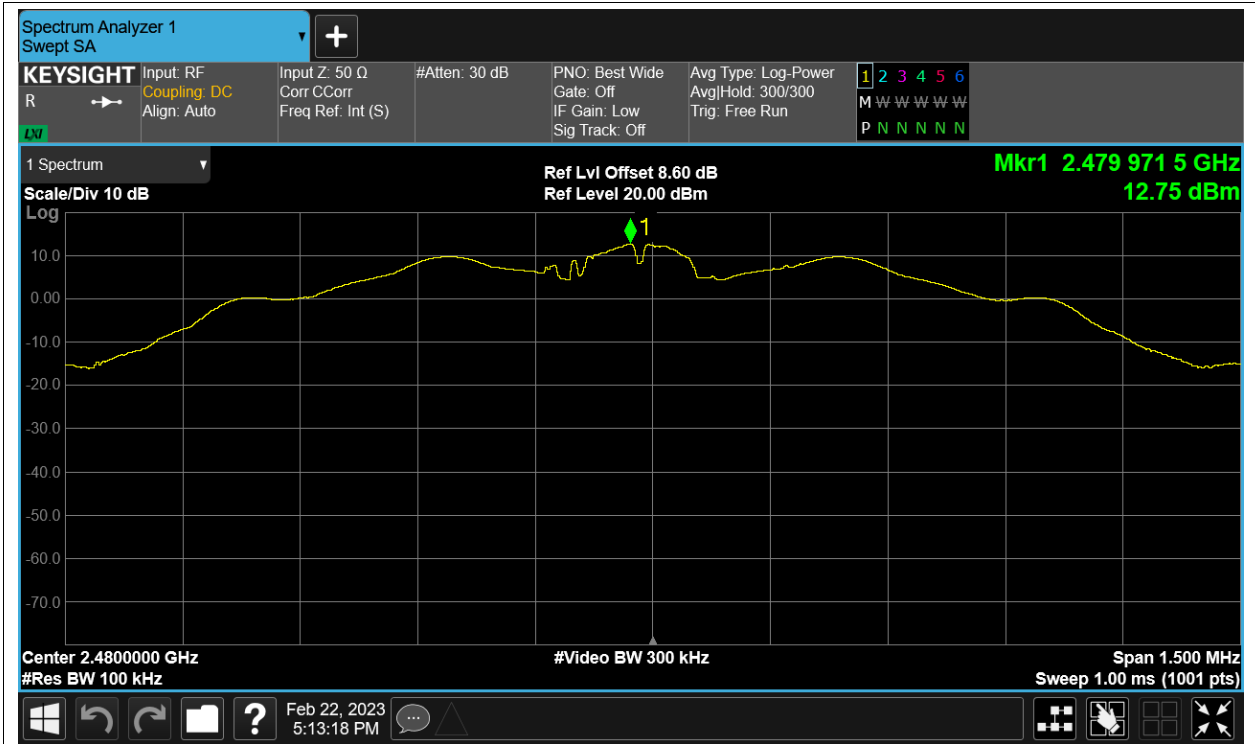 Spectrum Analyzer 1
Swept SA
KEYSIGHT
R
LXI
Input: RF
Coupling: DC
Align: Auto
Input Z: 50 Ω
Corr CCorr
Freq Ref: Int (S)
#Atten: 30 dB
PNO: Best Wide
Gate: Off
IF Gain: Low
Sig Track: Off
Avg Type: Log-Power
Avg|Hold: 300/300
Trig: Free Run
1 2 3 4 5 6
M W W W W W
P N N N N N
1 Spectrum
Scale/Div 10 dB
Log
Ref Lvl Offset 8.60 dB
Ref Level 20.00 dBm
Mkr1 2.479 971 5 GHz
12.75 dBm
1
10.0
0.00
-10.0
-20.0
-30.0
-40.0
-50.0
-60.0
-70.0
Center 2.4800000 GHz
#Video BW 300 kHz
Span 1.500 MHz
#Res BW 100 kHz
Sweep 1.00 ms (1001 pts)
?
Feb 22, 2023
5:13:18 PM